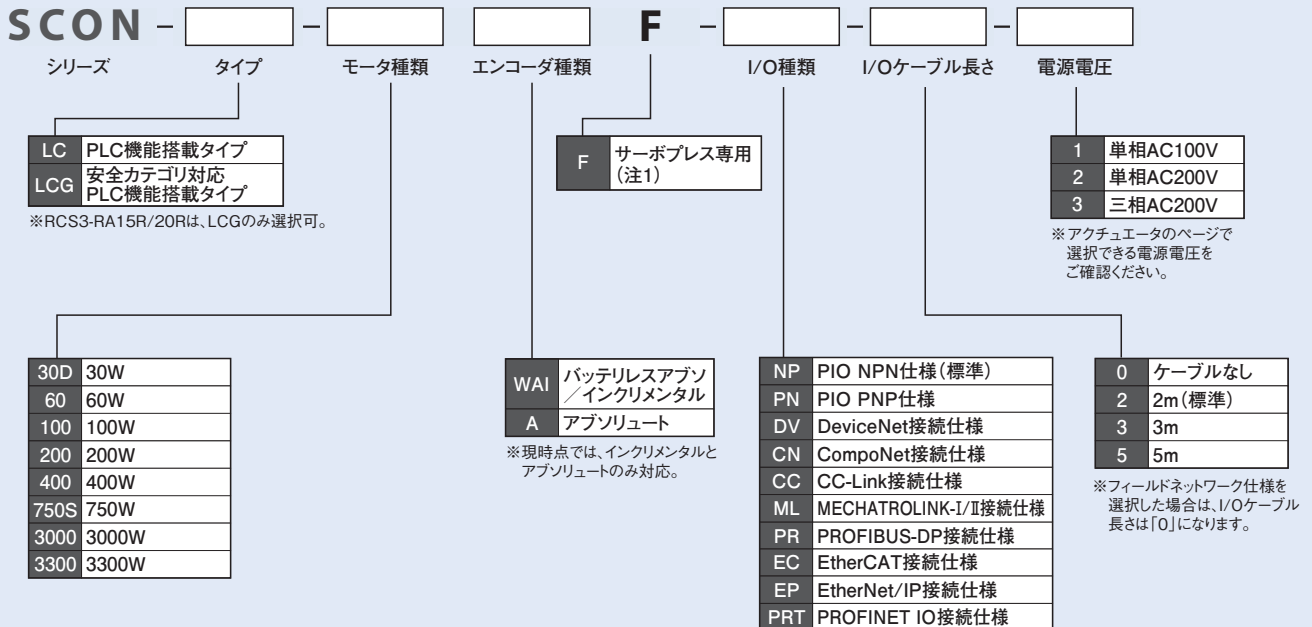 SCON - - F - - -
シリーズ タイプ モータ種類 エンコーダ種類 I/O種類 I/Oケーブル長さ 電源電圧
LC PLC機能搭載タイプ
LCG 安全カテゴリ対応
PLC機能搭載タイプ
※RCS3-RA15R/20Rは、LCGのみ選択可。
F サーボプレス専用
(注1)
1 単相AC100V
2 単相AC200V
3 三相AC200V
※アクチュエータのページで
選択できる電源電圧を
ご確認ください。
30D 30W
60 60W
100 100W
200 200W
400 400W
750S 750W
3000 3000W
3300 3300W
WAI バッテリレスアブソ
／インクリメンタル
A アブソリュート
※現時点では、インクリメンタルと
アブソリュートのみ対応。
NP PIO NPN仕様(標準)
PN PIO PNP仕様
DV DeviceNet接続仕様
CN CompoNet接続仕様
CC CC-Link接続仕様
ML MECHATROLINK-I/II接続仕様
PR PROFIBUS-DP接続仕様
EC EtherCAT接続仕様
EP EtherNet/IP接続仕様
PRT PROFINET IO接続仕様
0 ケーブルなし
2 2m(標準)
3 3m
5 5m
※フィールドネットワーク仕様を
選択した場合は、I/Oケーブル
長さは「0」になります。